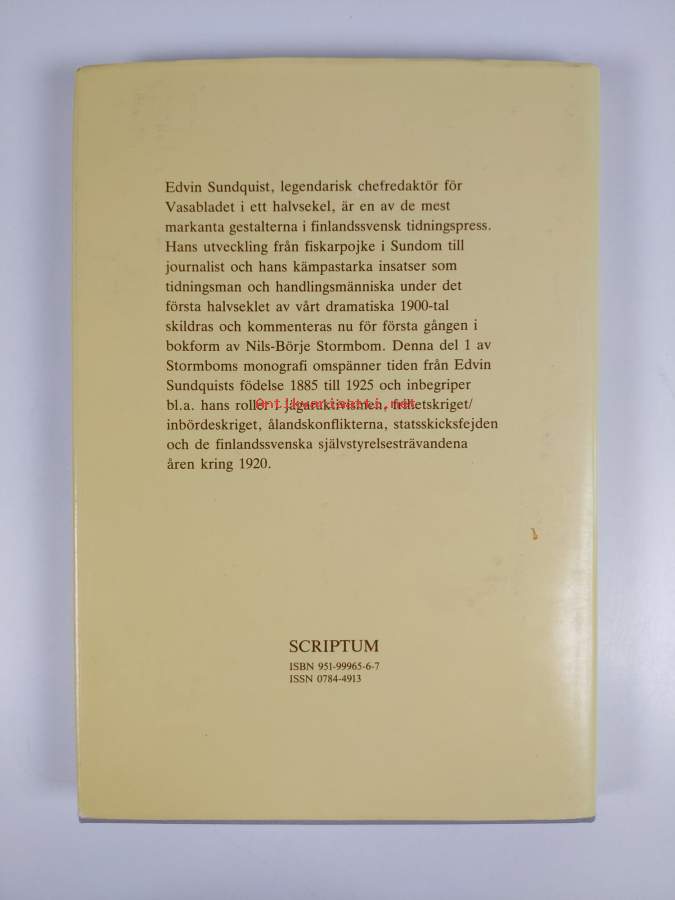 Edvin Sundquist, legendarisk chefredaktör för
Vasabladet i ett halvsekel, är en av de mest
markanta gestalterna i finlandssvensk tidningspress.
Hans utveckling från fiskarpojke i Sundom till
journalist och hans kämpastarka insatser som
tidningsman och handlingsmänniska under det
första halvseklet av vårt dramatiska 1900-tal
skildras och kommenteras nu för första gången i
bokform av Nils-Börje Stormbom. Denna del 1 av
Stormboms monografi omspänner tiden från Edvin
Sundquists födelse 1885 till 1925 och inbegriper
bl.a. hans roller i jägaraktivismen, frihetskriget/
Antikvariaatti.net
inbördeskriget, ålandskonflikterna, statsskicksfejden
och de finlandssvenska självstyrelsesträvandena
åren kring 1920.
SCRIPTUM
ISBN 951-99965-6-7
ISSN 0784-4913